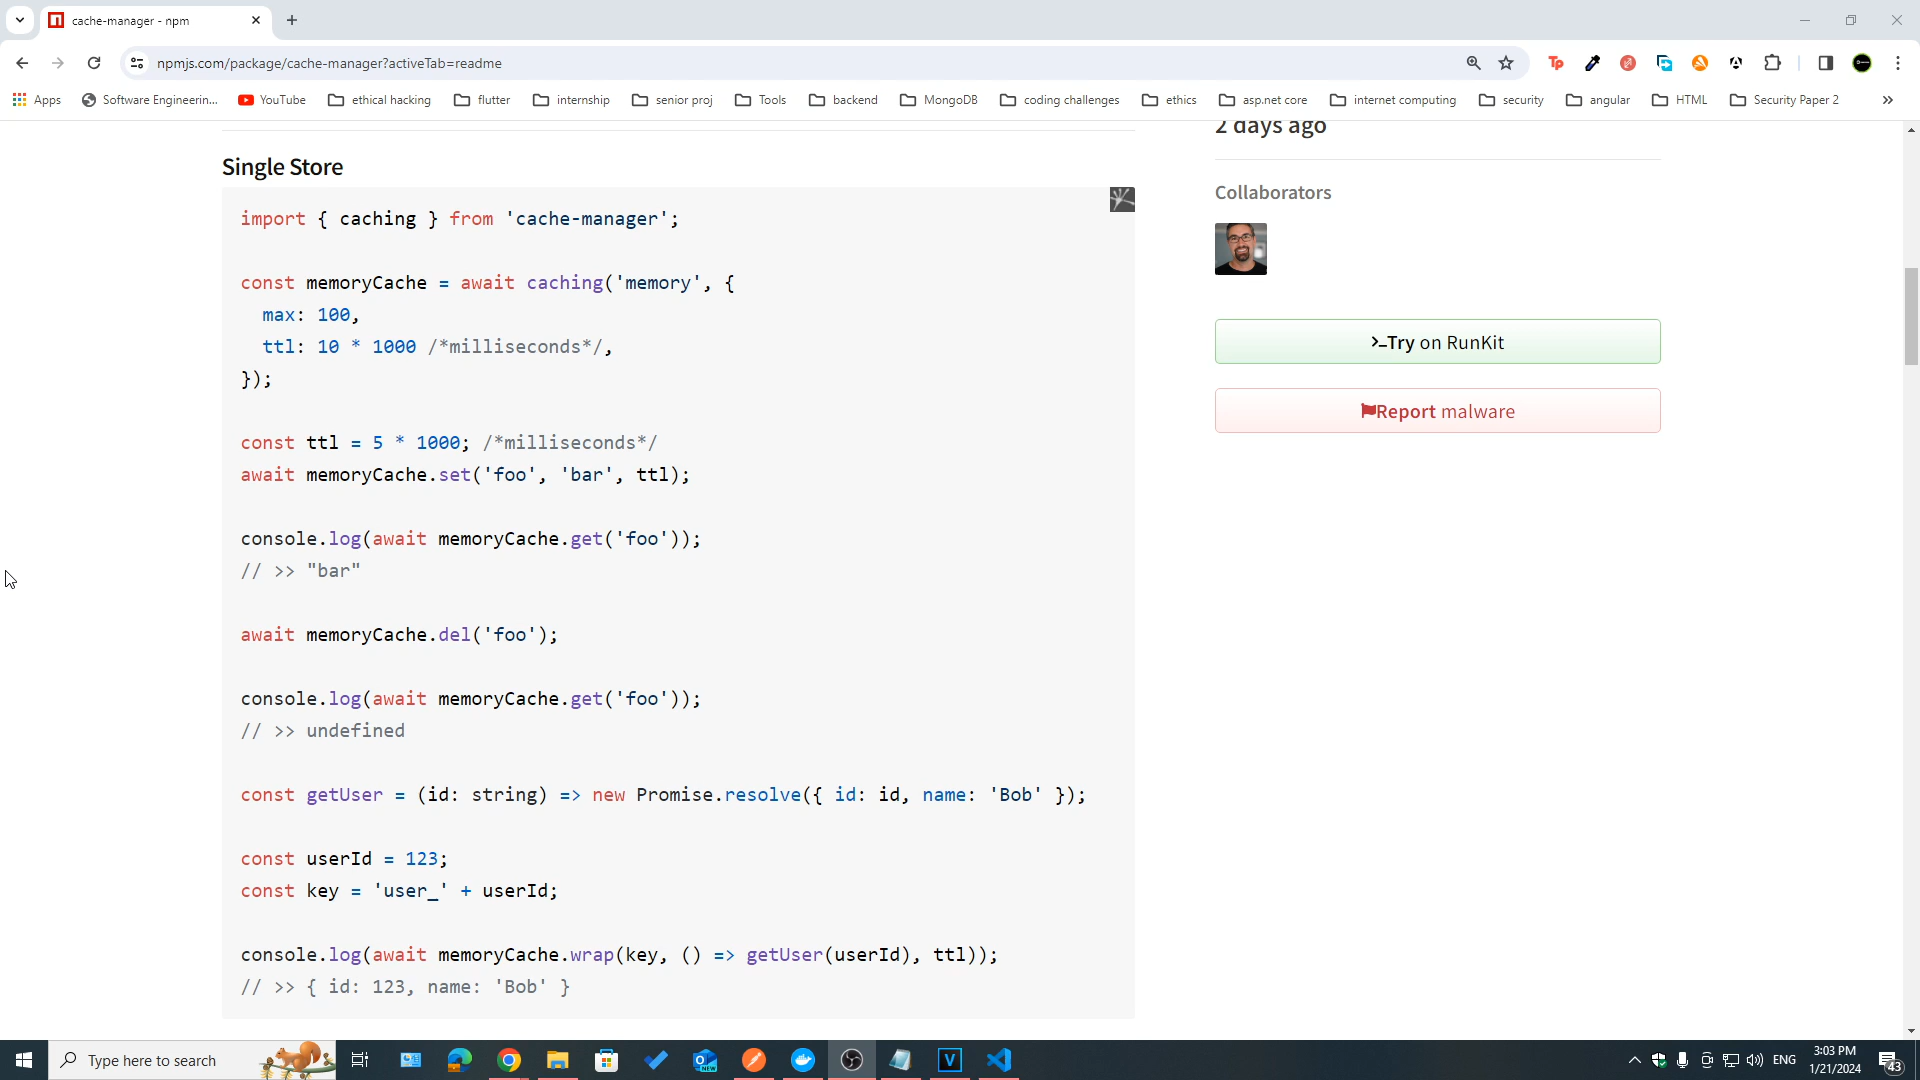 cache-manager - npm
npmjs.com/package/cache-manager?activeTab=readme
Apps
Software Engineerin...
YouTube
ethical hacking
flutter
internship
senior proj
Tools
backend
MongoDB
coding challenges
ethics
asp.net core
internet computing
security
angular
HTML
Security Paper 2
2 days ago
Single Store
Collaborators
import { caching } from 'cache-manager';
const memoryCache = await caching('memory', {
  max: 100,
  ttl: 10 * 1000 /*milliseconds*/,
});
>_Try on RunKit
Report malware
const ttl = 5 * 1000; /*milliseconds*/
await memoryCache.set('foo', 'bar', ttl);
console.log(await memoryCache.get('foo'));
// >> "bar"
await memoryCache.del('foo');
console.log(await memoryCache.get('foo'));
// >> undefined
const getUser = (id: string) => new Promise.resolve({ id: id, name: 'Bob' });
const userId = 123;
const key = 'user_' + userId;
console.log(await memoryCache.wrap(key, () => getUser(userId), ttl));
// >> { id: 123, name: 'Bob' }
Type here to search
NEW
V
ENG
3:03 PM
1/21/2024
43